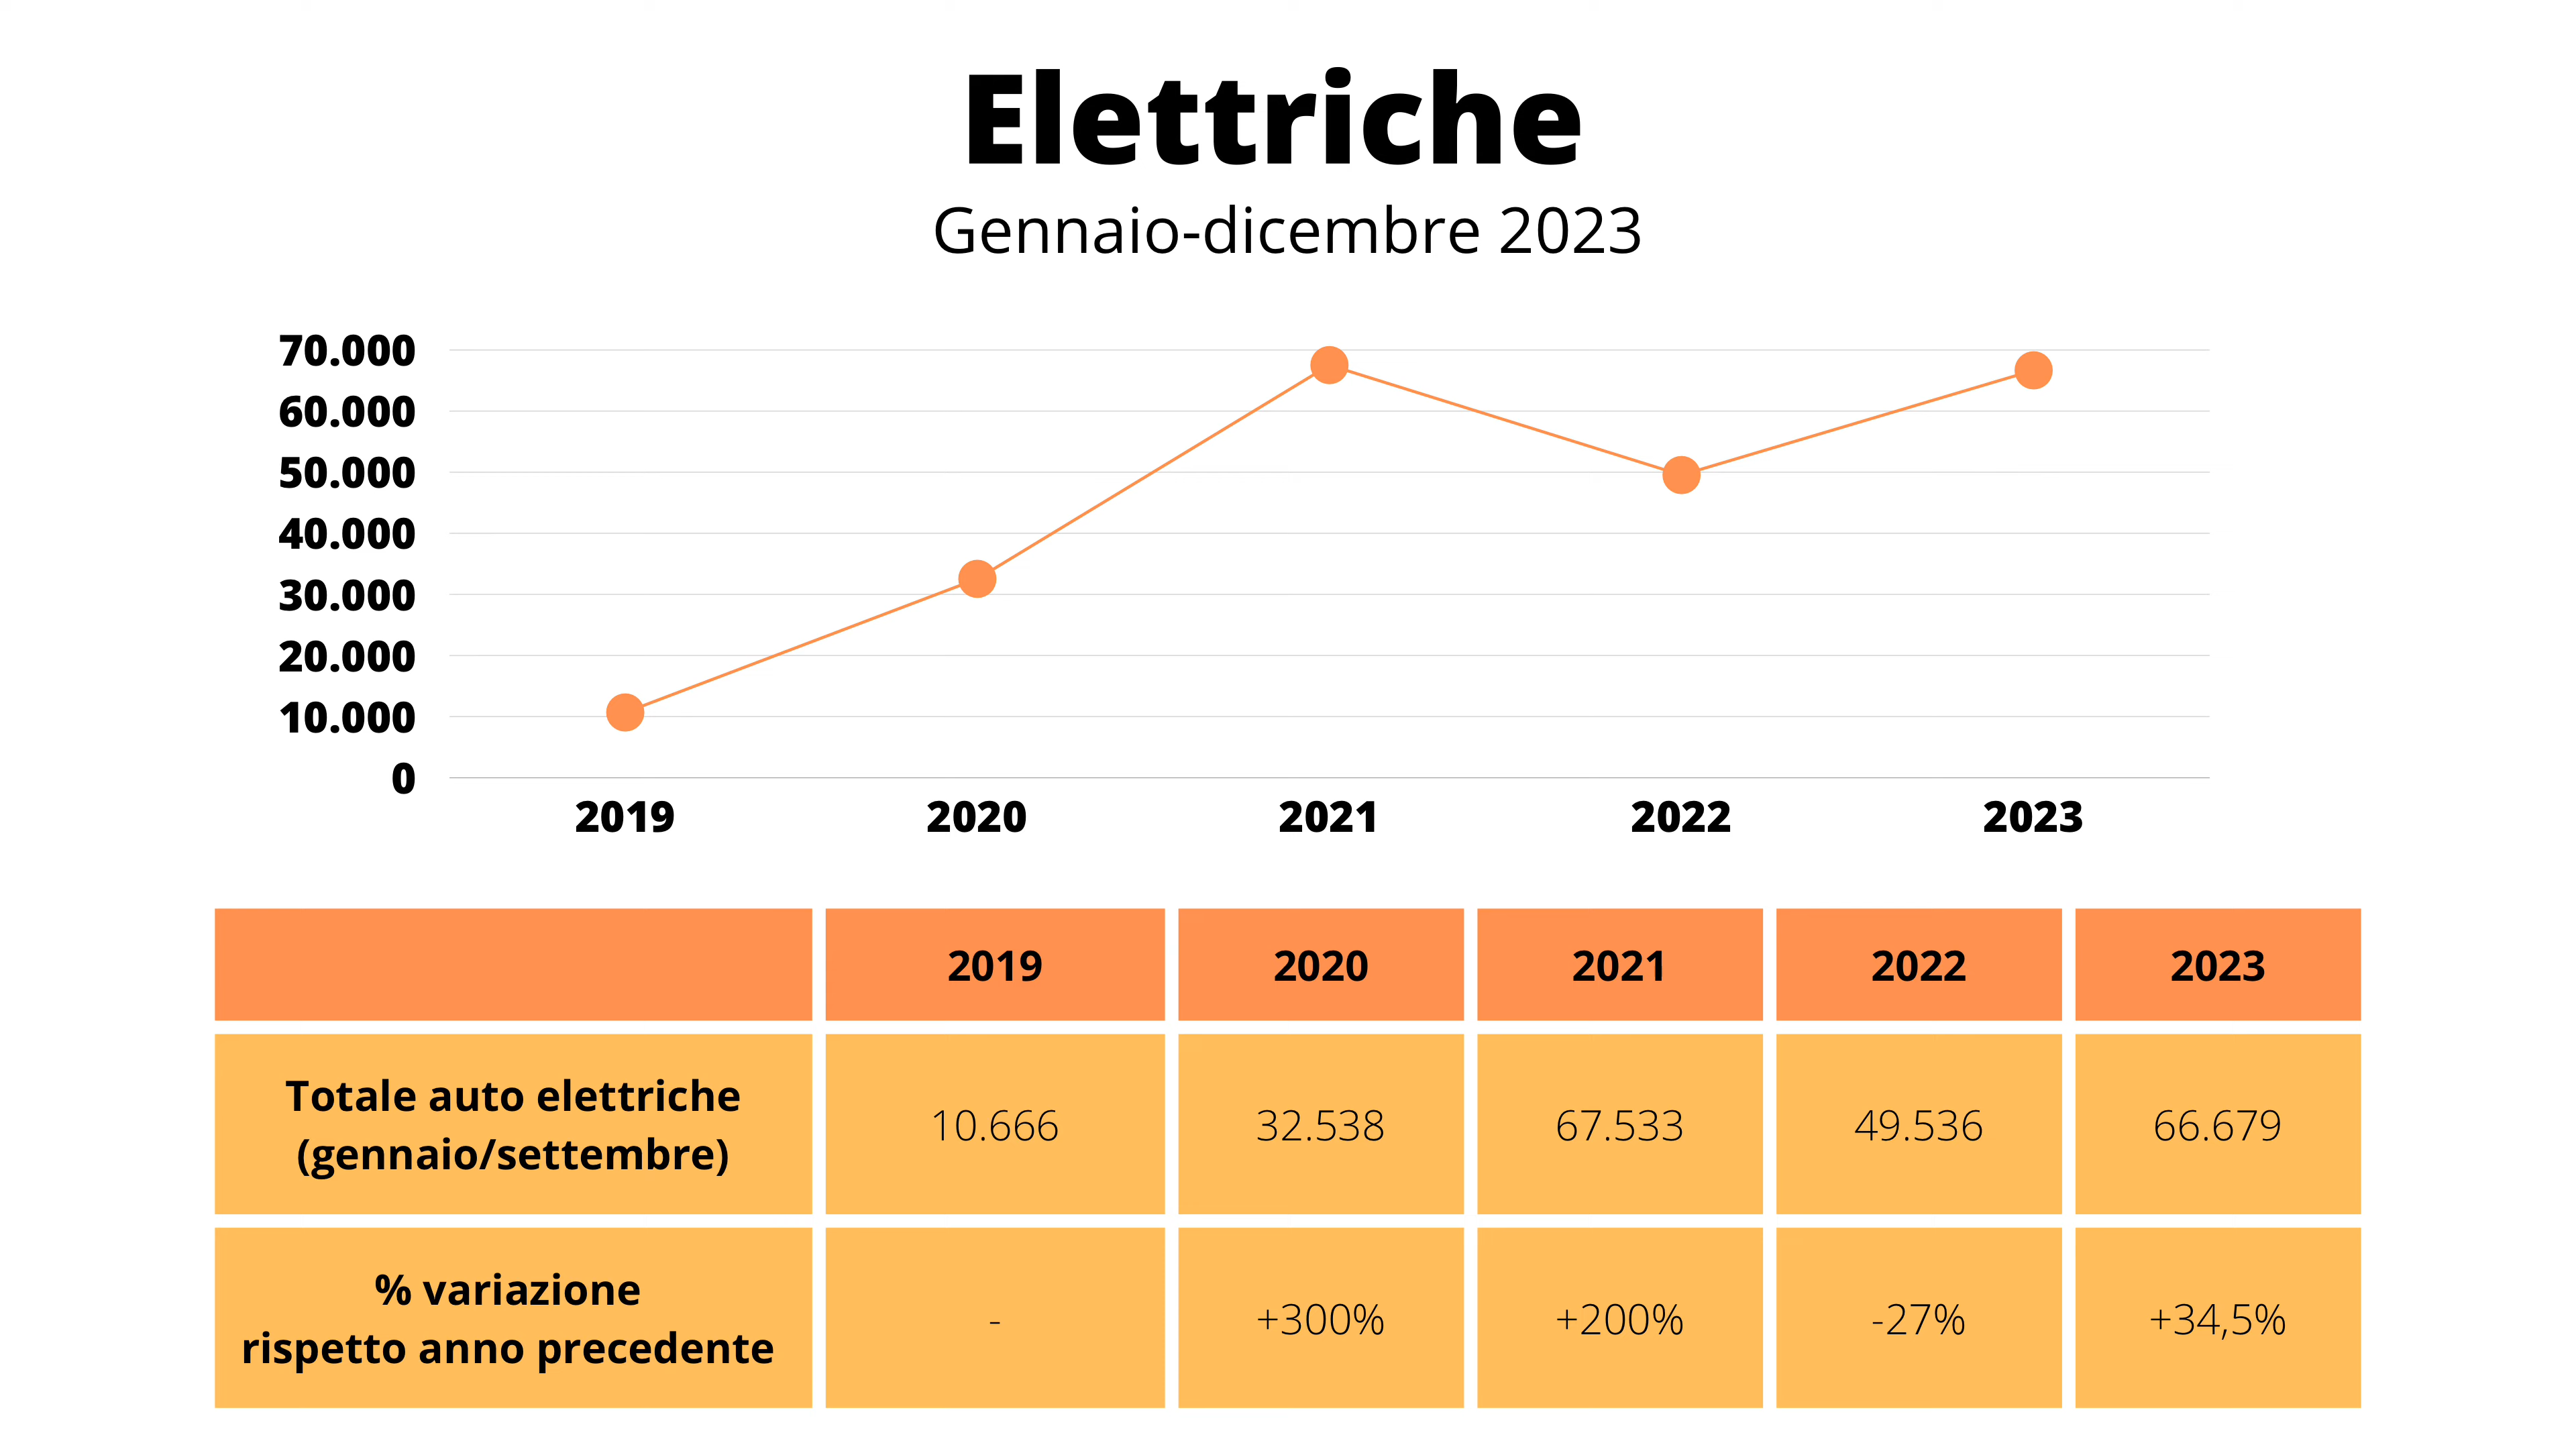 Elettriche
Gennaio-dicembre 2023
70.000
60.000
50.000
40.000
30.000
20.000
10.000
0
2019 2020 2021 2022 2023
2019 2020 2021 2022 2023
Totale auto elettriche
(gennaio/settembre)
10.666 32.538 67.533 49.536 66.679
% variazione
rispetto anno precedente
- +300% +200% -27% +34,5%